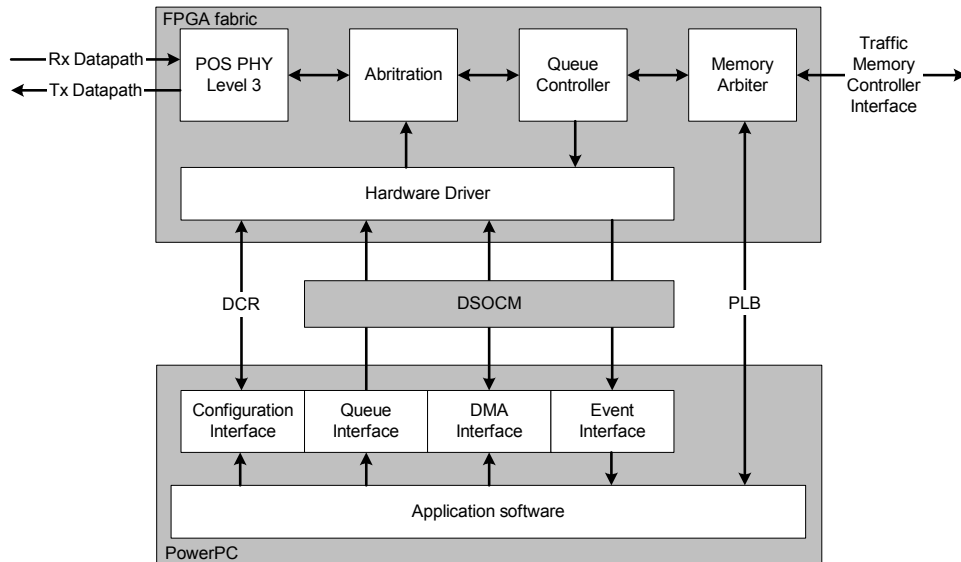 FPGA fabric
Rx Datapath
Tx Datapath
POS PHY
Level 3
Abritration
Queue
Controller
Memory
Arbiter
Traffic
Memory
Controller
Interface
Hardware Driver
DCR
DSOCM
PLB
Configuration
Interface
Queue
Interface
DMA
Interface
Event
Interface
Application software
PowerPC